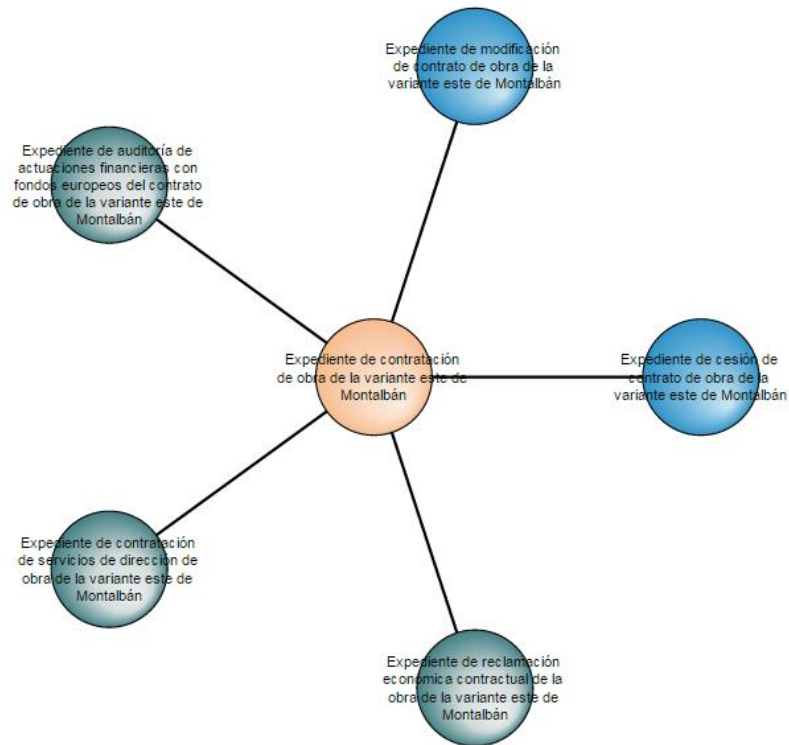 Expediente de modificación
de contrato de obra de la
variante este de Montalbán
Expediente de auditoría de
actuaciones financieras con
fondos europeos del contrato
de obra de la variante este de
Montalbán
Expediente de contratación
de obra de la variante este de
Montalbán
Expediente de cesión de
contrato de obra de la
variante este de Montalbán
Expediente de contratación
de servicios de dirección de
obra de la variante este de
Montalbán
Expediente de reclamación
económica contractual de la
obra de la variante este de
Montalbán